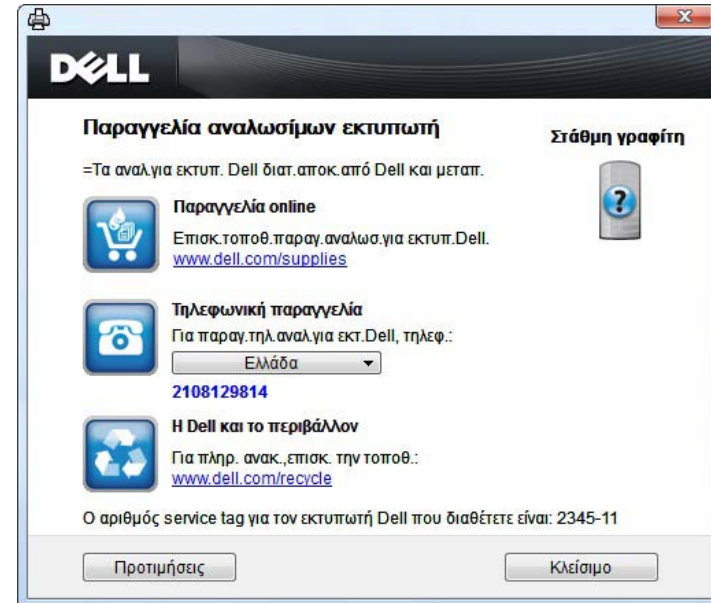 DELL
Παραγγελία αναλωσίμων εκτυπωτή
Στάθμη γραφίτη
=Τα αναλ.για εκτυπ. Dell διατ.αποκ.από Dell και μεταπ.
?
Παραγγελία online
Επισκ.τοποθ.παραγ.αναλωσ.για εκτυπ.Dell.
www.dell.com/supplies
Τηλεφωνική παραγγελία
Για παραγ.τηλ.αναλ.για εκτ.Dell, τηλεφ.:
Ελλάδα
2108129814
Η Dell και το περιβάλλον
Για πληρ. ανακ.,επισκ. την τοποθ.:
www.dell.com/recycle
Ο αριθμός service tag για τον εκτυπωτή Dell που διαθέτετε είναι: 2345-11
Προτιμήσεις
Κλείσιμο